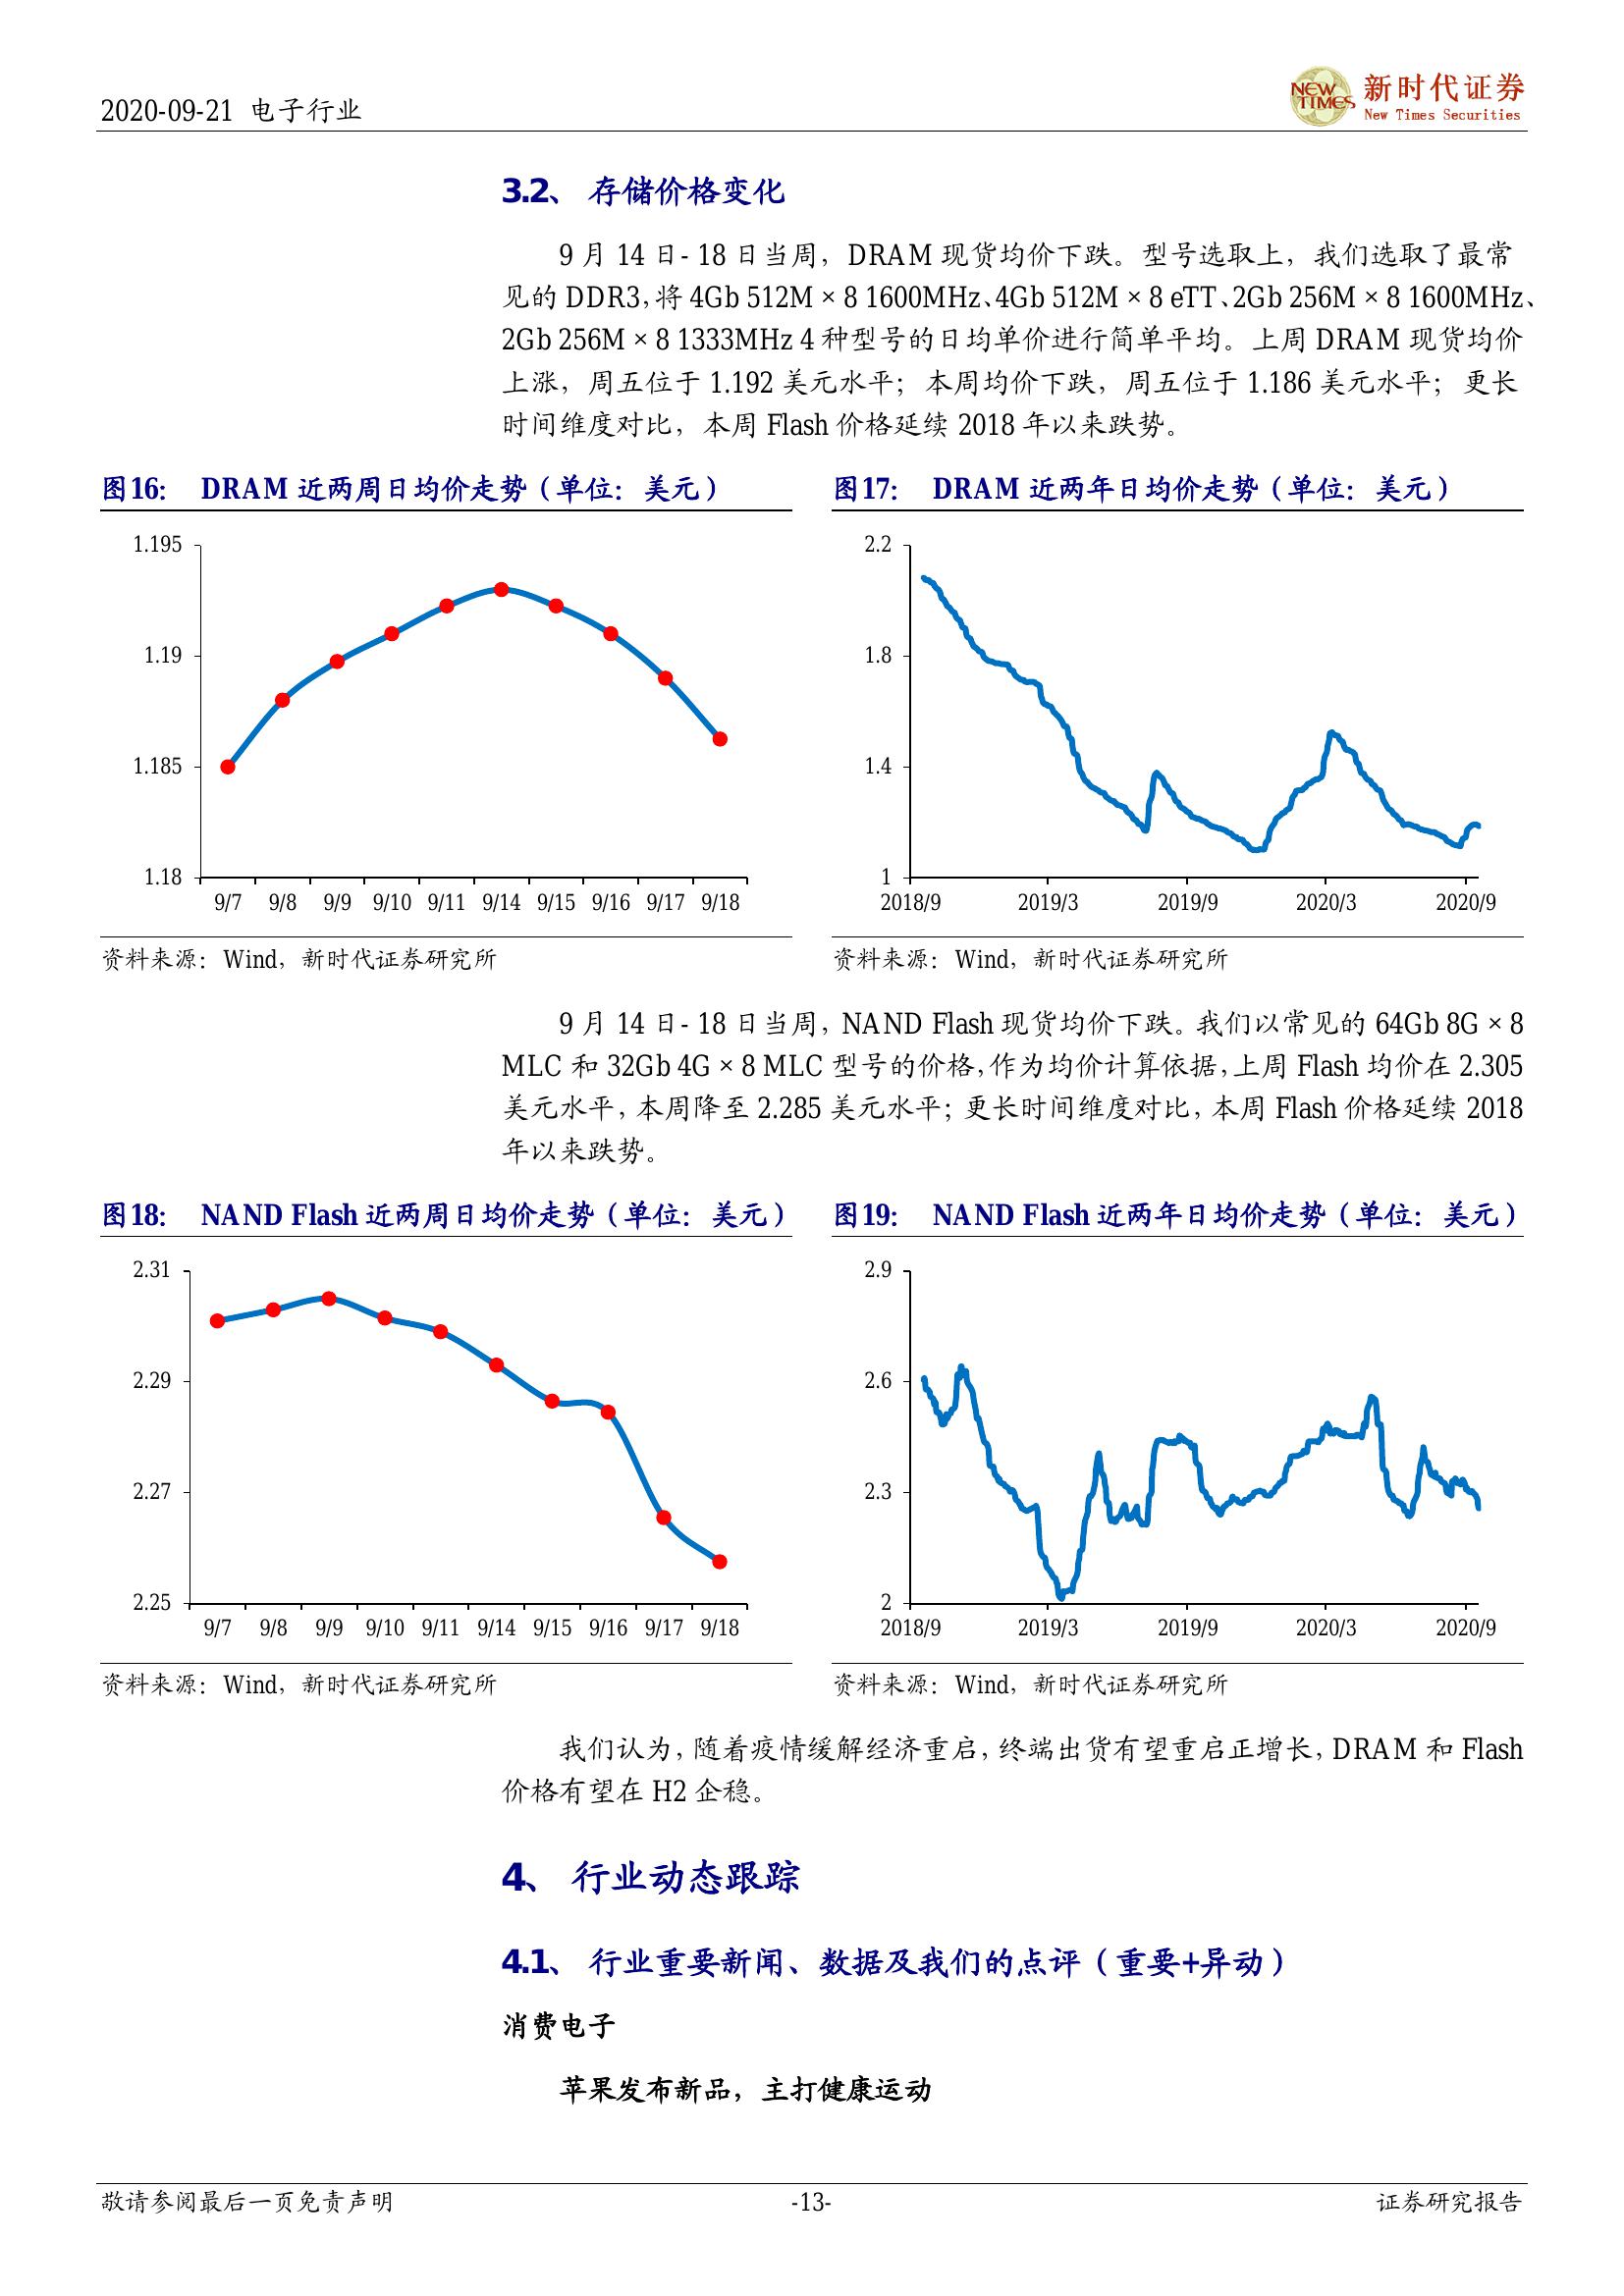 2020-09-21 电子行业
NEW TIMES
新时代证券
New Times Securities
3.2、 存储价格变化
9 月 14 日- 18 日当周，DRAM 现货均价下跌。型号选取上，我们选取了最常
见的 DDR3，将 4Gb 512M × 8 1600MHz、4Gb 512M × 8 eTT、2Gb 256M × 8 1600MHz、
2Gb 256M × 8 1333MHz 4 种型号的日均单价进行简单平均。上周 DRAM 现货均价
上涨，周五位于 1.192 美元水平；本周均价下跌，周五位于 1.186 美元水平；更长
时间维度对比，本周 Flash 价格延续 2018 年以来跌势。
图16： DRAM 近两周日均价走势（单位：美元）
1.195
1.19
1.185
1.18
9/7 9/8 9/9 9/10 9/11 9/14 9/15 9/16 9/17 9/18
资料来源：Wind，新时代证券研究所
图17： DRAM 近两年日均价走势（单位：美元）
2.2
1.8
1.4
1
2018/9 2019/3 2019/9 2020/3 2020/9
资料来源：Wind，新时代证券研究所
9 月 14 日- 18 日当周，NAND Flash 现货均价下跌。我们以常见的 64Gb 8G × 8
MLC 和 32Gb 4G × 8 MLC 型号的价格，作为均价计算依据，上周 Flash 均价在 2.305
美元水平，本周降至 2.285 美元水平；更长时间维度对比，本周 Flash 价格延续 2018
年以来跌势。
图18： NAND Flash 近两周日均价走势（单位：美元）
2.31
2.29
2.27
2.25
9/7 9/8 9/9 9/10 9/11 9/14 9/15 9/16 9/17 9/18
资料来源：Wind，新时代证券研究所
图19： NAND Flash 近两年日均价走势（单位：美元）
2.9
2.6
2.3
2
2018/9 2019/3 2019/9 2020/3 2020/9
资料来源：Wind，新时代证券研究所
我们认为，随着疫情缓解经济重启，终端出货有望重启正增长，DRAM 和 Flash
价格有望在 H2 企稳。
4、 行业动态跟踪
4.1、 行业重要新闻、数据及我们的点评（重要+异动）
消费电子
苹果发布新品，主打健康运动
敬请参阅最后一页免责声明
-13-
证券研究报告